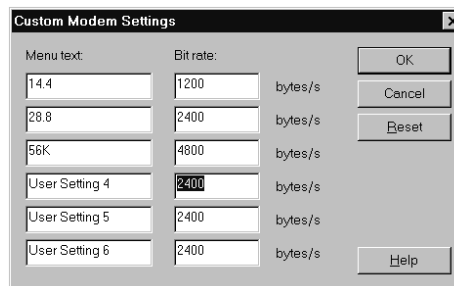 Custom Modem Settings
Menu text: Bit rate:
14.4 1200 bytes/s
28.8 2400 bytes/s
56K 4800 bytes/s
User Setting 4 2400 bytes/s
User Setting 5 2400 bytes/s
User Setting 6 2400 bytes/s
OK
Cancel
Reset
Help